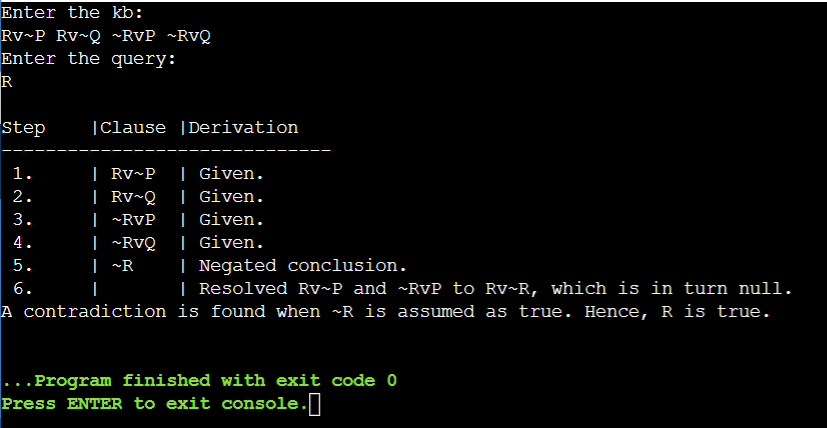 Enter the kb:
Rv~P Rv~Q ~RvP ~RvQ
Enter the query:
R
Step    |Clause |Derivation
------------------------------
 1.     | Rv~P  | Given.
 2.     | Rv~Q  | Given.
 3.     | ~RvP  | Given.
 4.     | ~RvQ  | Given.
 5.     | ~R    | Negated conclusion.
 6.     |       | Resolved Rv~P and ~RvP to Rv~R, which is in turn null.
A contradiction is found when ~R is assumed as true. Hence, R is true.
...Program finished with exit code 0
Press ENTER to exit console.